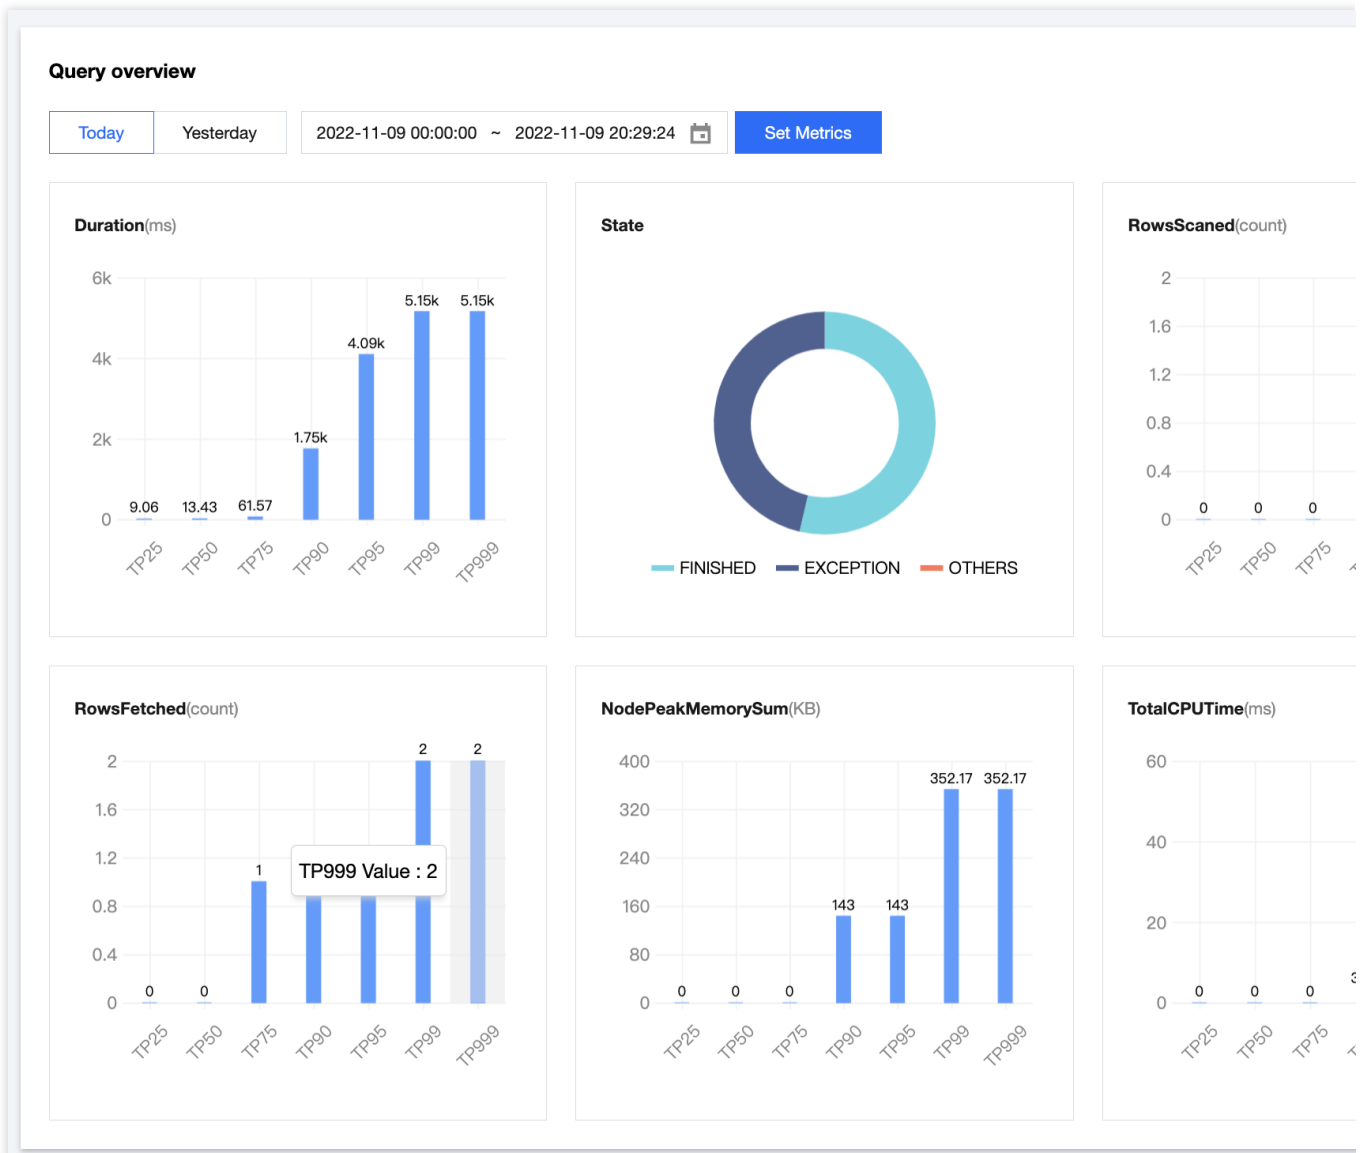 Query overview
Today Yesterday 2022-11-09 00:00:00 ~ 2022-11-09 20:29:24 Set Metrics
Duration(ms)
6k
4k
2k
0
9.06 13.43 61.57 1.75k 4.09k 5.15k 5.15k
TP25 TP50 TP75 TP90 TP95 TP99 TP999
State
FINISHED EXCEPTION OTHERS
RowsScaned(count)
2
1.6
1.2
0.8
0.4
0
0 0 0
TP25 TP50 TP75
RowsFetched(count)
2
1.6
1.2
0.8
0.4
0
0 0 1 2 2
TP999 Value : 2
TP25 TP50 TP75 TP90 TP95 TP99 TP999
NodePeakMemorySum(KB)
400
320
240
160
80
0
0 0 0 143 143 352.17 352.17
TP25 TP50 TP75 TP90 TP95 TP99 TP999
TotalCPUTime(ms)
60
40
20
0
0 0 0
TP25 TP50 TP75